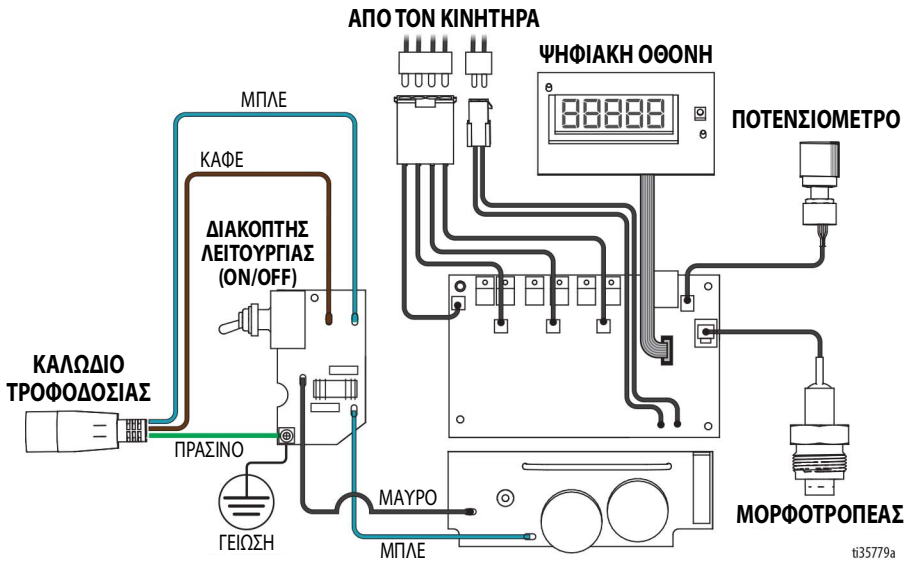 ΑΠΟ ΤΟΝ ΚΙΝΗΤΗΡΑ
ΨΗΦΙΑΚΗ ΟΘΟΝΗ
88888
ΜΠΛΕ
ΠΟΤΕΝΣΙΟΜΕΤΡΟ
ΚΑΦΕ
ΔΙΑΚΟΠΤΗΣ
ΛΕΙΤΟΥΡΓΙΑΣ
(ON/OFF)
ΚΑΛΩΔΙΟ
ΤΡΟΦΟΔΟΣΙΑΣ
ΠΡΑΣΙΝΟ
ΓΕΙΩΣΗ
ΜΑΥΡΟ
ΜΠΛΕ
ΜΟΡΦΟΤΡΟΠΕΑΣ
ti35779a